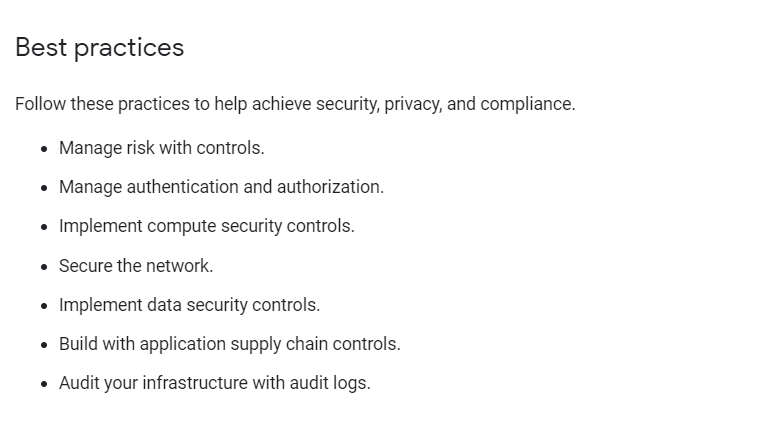 Best practices
Follow these practices to help achieve security, privacy, and compliance.
• Manage risk with controls.
• Manage authentication and authorization.
• Implement compute security controls.
• Secure the network.
• Implement data security controls.
• Build with application supply chain controls.
• Audit your infrastructure with audit logs.